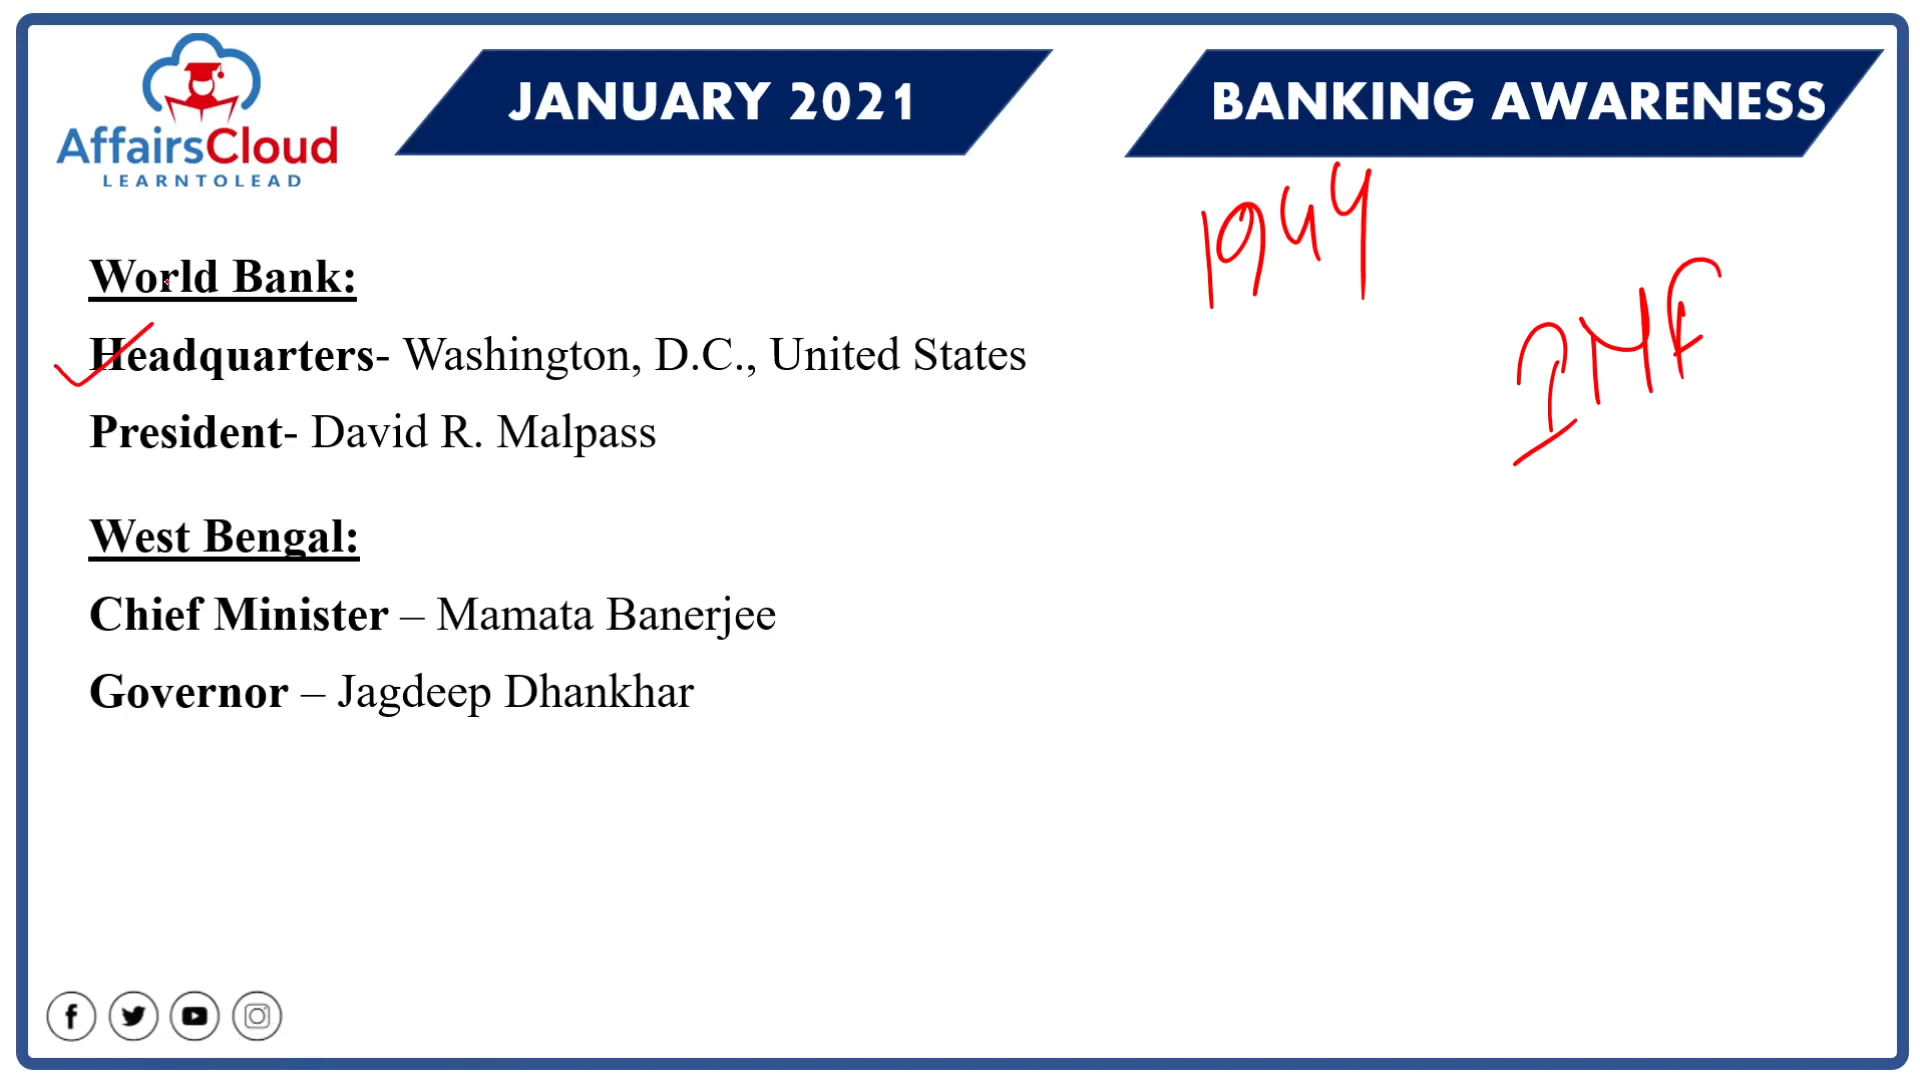 AffairsCloud
LEARNTOLEAD
JANUARY 2021
BANKING AWARENESS
1944
IMF
World Bank:
Headquarters- Washington, D.C., United States
President- David R. Malpass
West Bengal:
Chief Minister – Mamata Banerjee
Governor – Jagdeep Dhankhar